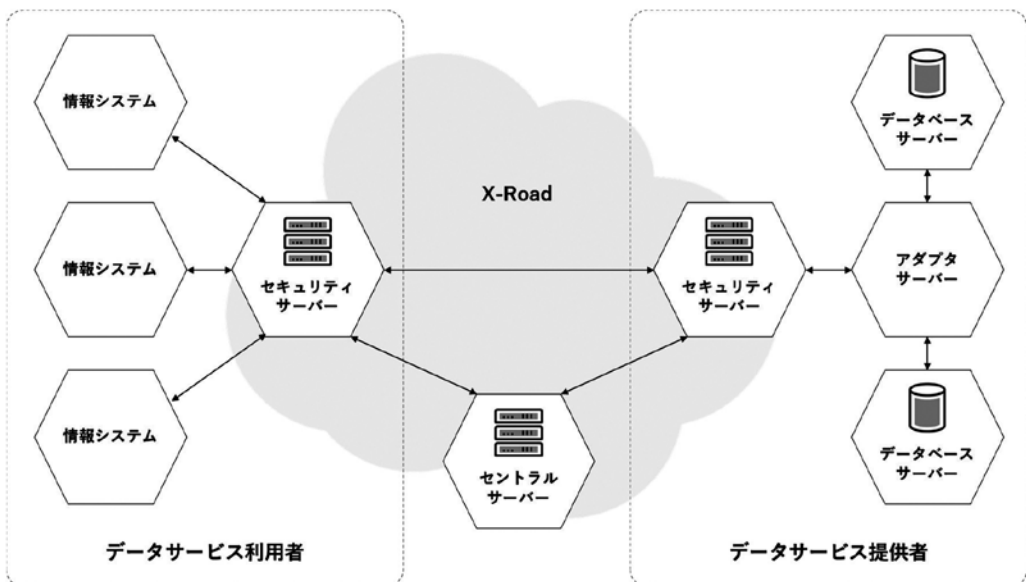 情報システム
情報システム
情報システム
セキュリティ
サーバー
データサービス利用者
X-Road
セントラル
サーバー
セキュリティ
サーバー
データベース
サーバー
アダプタ
サーバー
データベース
サーバー
データサービス提供者